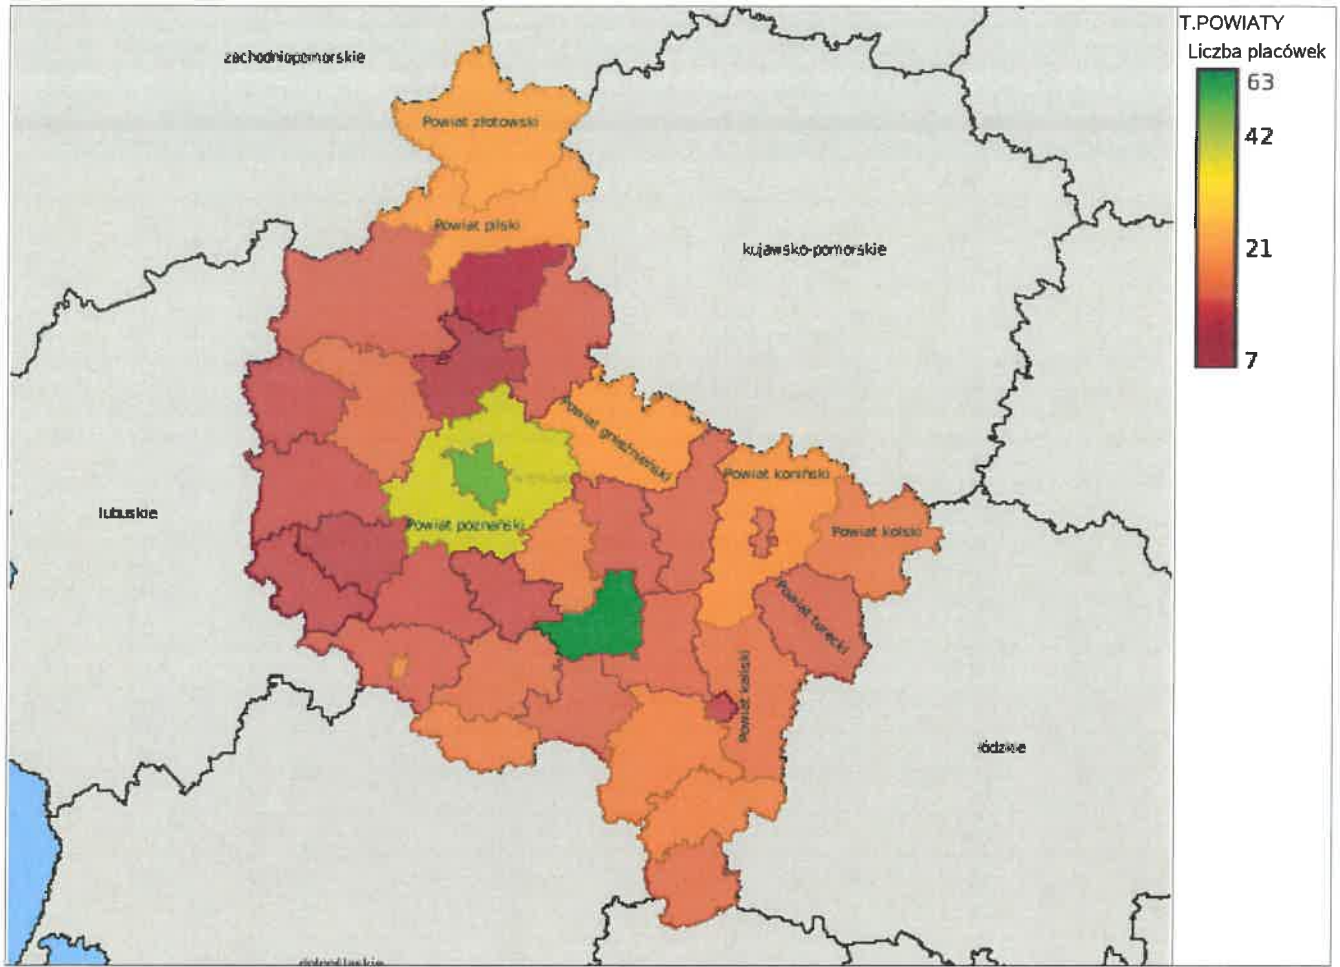 T.POWIATY
Liczba placówek
63
42
21
7
zachodniopomorskie
Powiat złotowski
Powiat pilski
kujawsko-pomorskie
Powiat gnieźnieński
Powiat koniński
lubuskie
Powiat poznański
Powiat kolski
Powiat turecki
Powiat kaliski
łódzkie
dolnośląskie